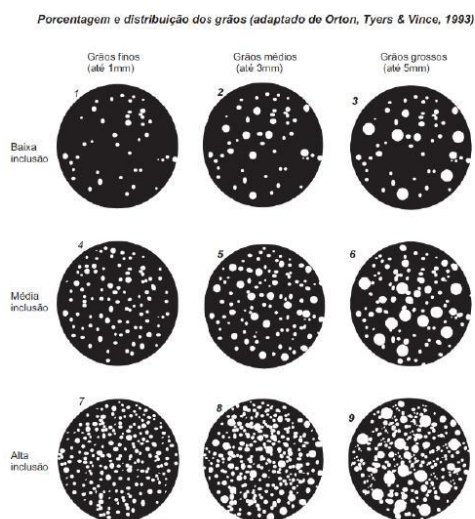 Porcentagem e distribuição dos grãos (adaptado de Orton, Tyers & Vince, 1993)
Grãos finos
(até 1mm)
Grãos médios
(até 3mm)
Grãos grossos
(até 5mm)
1
2
3
Baixa
inclusão
4
5
6
Média
inclusão
7
8
9
Alta
inclusão